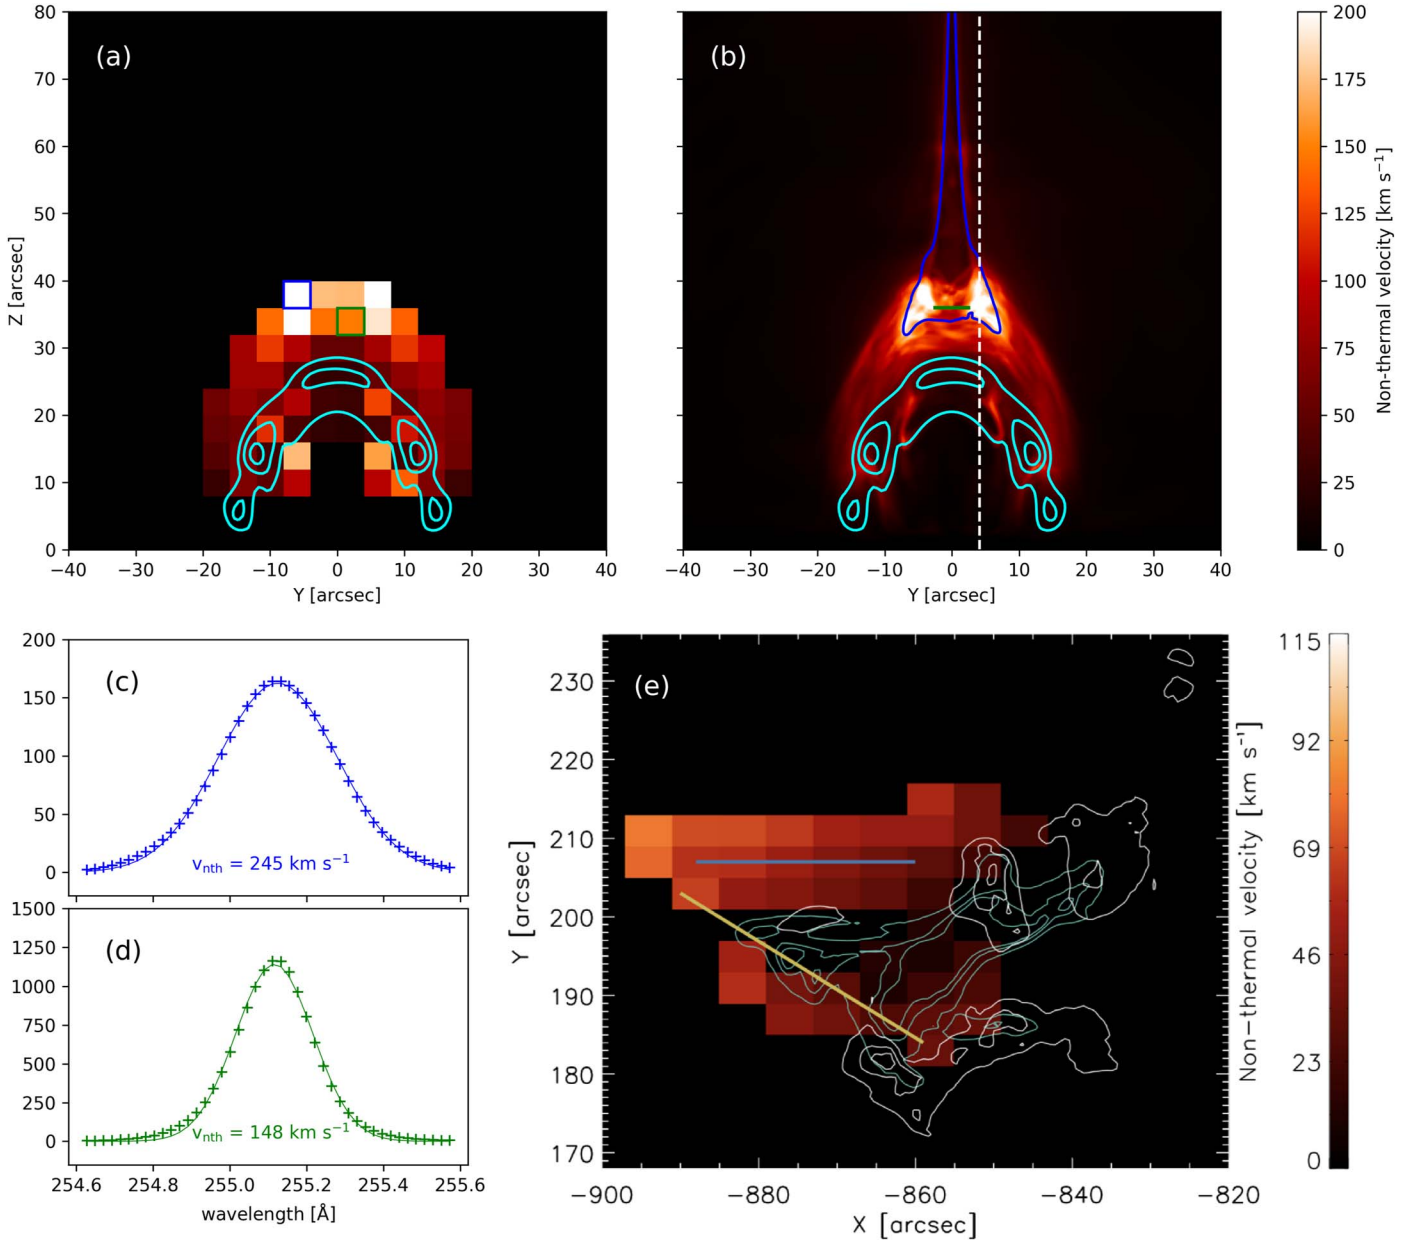 (a)
80
70
60
50
40
30
20
10
0
Z [arcsec]
−40 −30 −20 −10 0 10 20 30 40
Y [arcsec]
(b)
−40 −30 −20 −10 0 10 20 30 40
Y [arcsec]
200
175
150
125
100
75
50
25
0
Non-thermal velocity [km s⁻¹]
(c)
200
150
100
50
0
vₙₜₕ = 245 km s⁻¹
(d)
1500
1250
1000
750
500
250
0
vₙₜₕ = 148 km s⁻¹
254.6 254.8 255.0 255.2 255.4 255.6
wavelength [Å]
(e)
230
220
210
200
190
180
170
Y [arcsec]
−900 −880 −860 −840 −820
X [arcsec]
115
92
69
46
23
0
Non−thermal velocity [km s⁻¹]